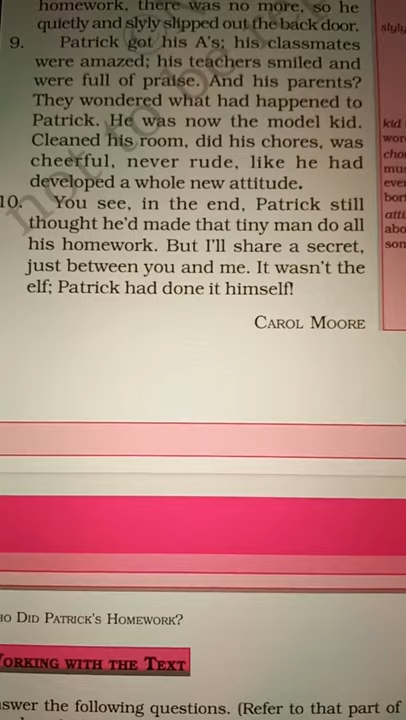 homework, there was no more, so he
quietly and slyly slipped out the back door.
9. Patrick got his A's; his classmates
were amazed; his teachers smiled and
were full of praise. And his parents?
They wondered what had happened to
Patrick. He was now the model kid.
Cleaned his room, did his chores, was
cheerful, never rude, like he had
developed a whole new attitude.
10. You see, in the end, Patrick still
thought he'd made that tiny man do all
his homework. But I'll share a secret,
just between you and me. It wasn't the
elf; Patrick had done it himself!
CAROL MOORE
slyly
kid
atti
HO DID PATRICK'S HOMEWORK?
ORKING WITH THE TEXT
nswer the following questions. (Refer to that part of